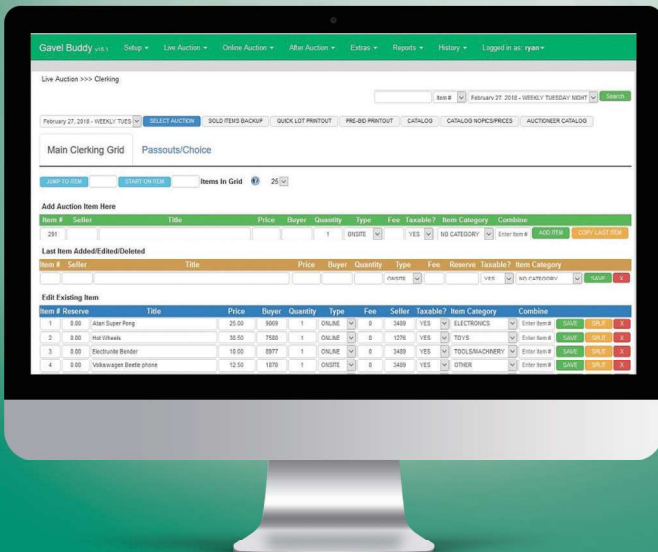 Gavel Buddy v16.1 Setup Live Auction Online Auction After Auction Extras Reports History Logged in as: ryan
Live Auction >>> Clerking
Item # February 27, 2018 - WEEKLY TUESDAY NIGHT Search
February 27, 2018 - WEEKLY TUES SELECT AUCTION SOLD ITEMS BACKUP QUICK LOT PRINTOUT PRE-BID PRINTOUT CATALOG CATALOG NOPICS/PRICES AUCTIONEER CATALOG
Main Clerking Grid Passouts/Choice
JUMP TO ITEM START ON ITEM Items In Grid 25
Add Auction Item Here
Item # Seller Title Price Buyer Quantity Type Fee Taxable? Item Category Combine
291 1 ONSITE YES NO CATEGORY Enter Item # ADD ITEM COPY LAST ITEM
Last Item Added/Edited/Deleted
Item # Seller Title Price Buyer Quantity Type Fee Reserve Taxable? Item Category
ONSITE YES NO CATEGORY SAVE X
Edit Existing Item
Item # Reserve Title Price Buyer Quantity Type Fee Seller Taxable? Item Category Combine
1 0.00 Atari Super Pong 25.00 9069 1 ONLINE 0 3489 YES ELECTRONICS Enter Item # SAVE SPLIT X
2 0.00 Hot Wheels 30.50 7580 1 ONLINE 0 1276 YES TOYS Enter Item # SAVE SPLIT X
3 0.00 Electrunite Bender 10.00 8977 1 ONLINE 0 3489 YES TOOLS/MACHINERY Enter Item # SAVE SPLIT X
4 0.00 Volkswagen Beetle phone 12.50 1078 1 ONSITE 0 3489 YES OTHER Enter Item # SAVE SPLIT X